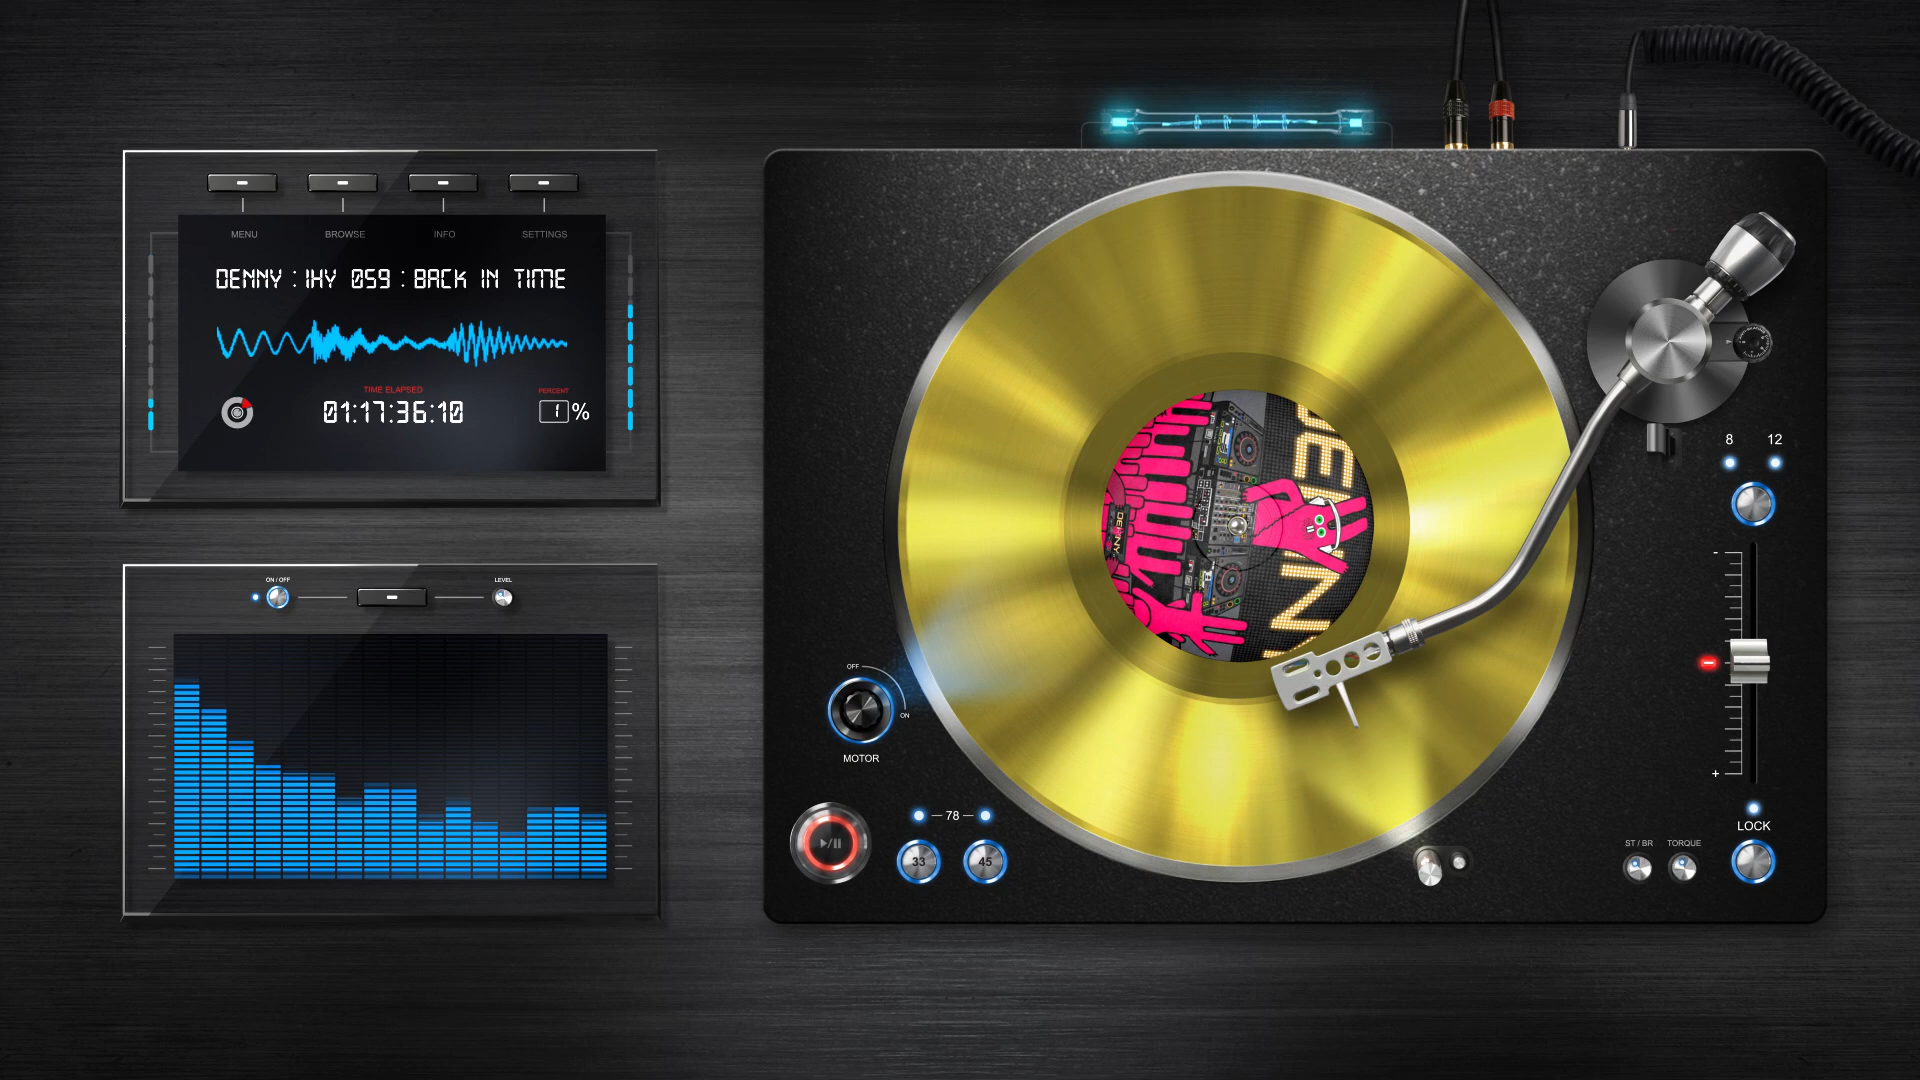 MENU BROWSE INFO SETTINGS
DENNY : IHY 059 : BACK IN TIME
TIME ELAPSED
01:17:36:10
PERCENT
1 %
ON / OFF
LEVEL
OFF
ON
MOTOR
78
33 45
8 12
-
+
LOCK
ST / BR TORQUE
DENNY